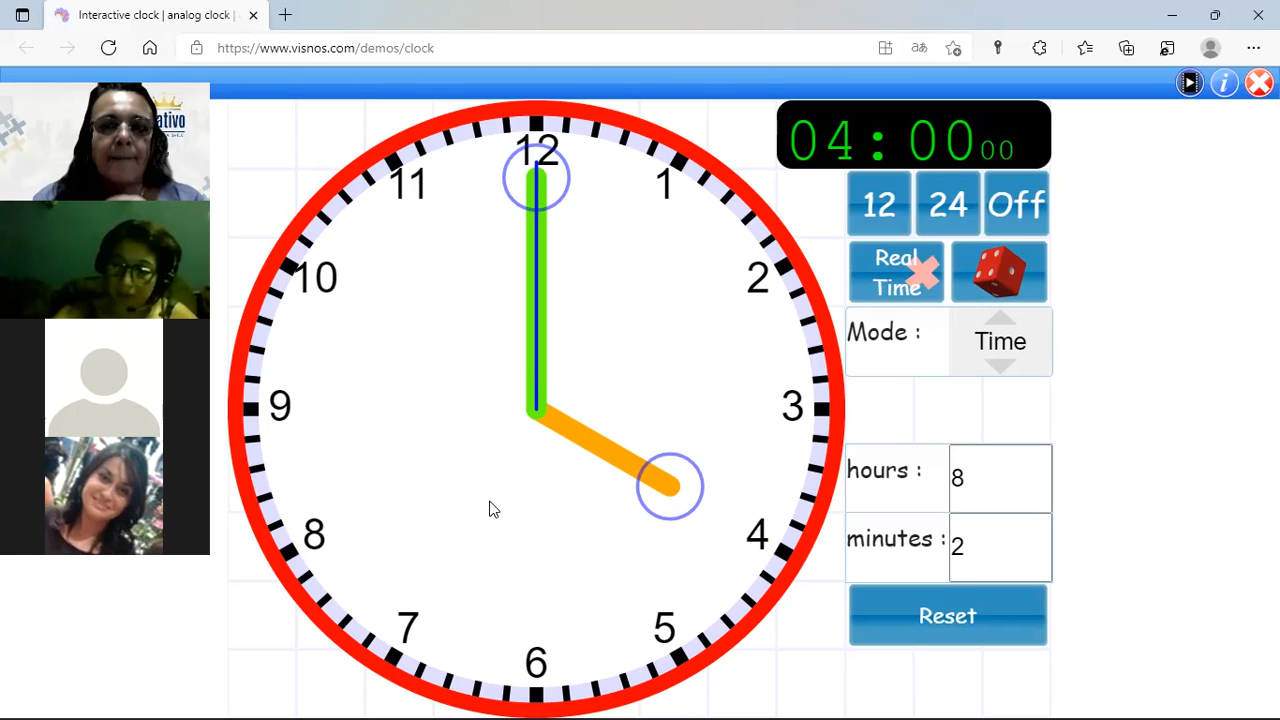 Interactive clock | analog clock |
https://www.visnos.com/demos/clock
ativo
04:00 00
12
11
1
10
2
9
3
8
4
7
5
6
12
24
Off
Real
Time
Mode :
Time
hours :
8
minutes :
2
Reset